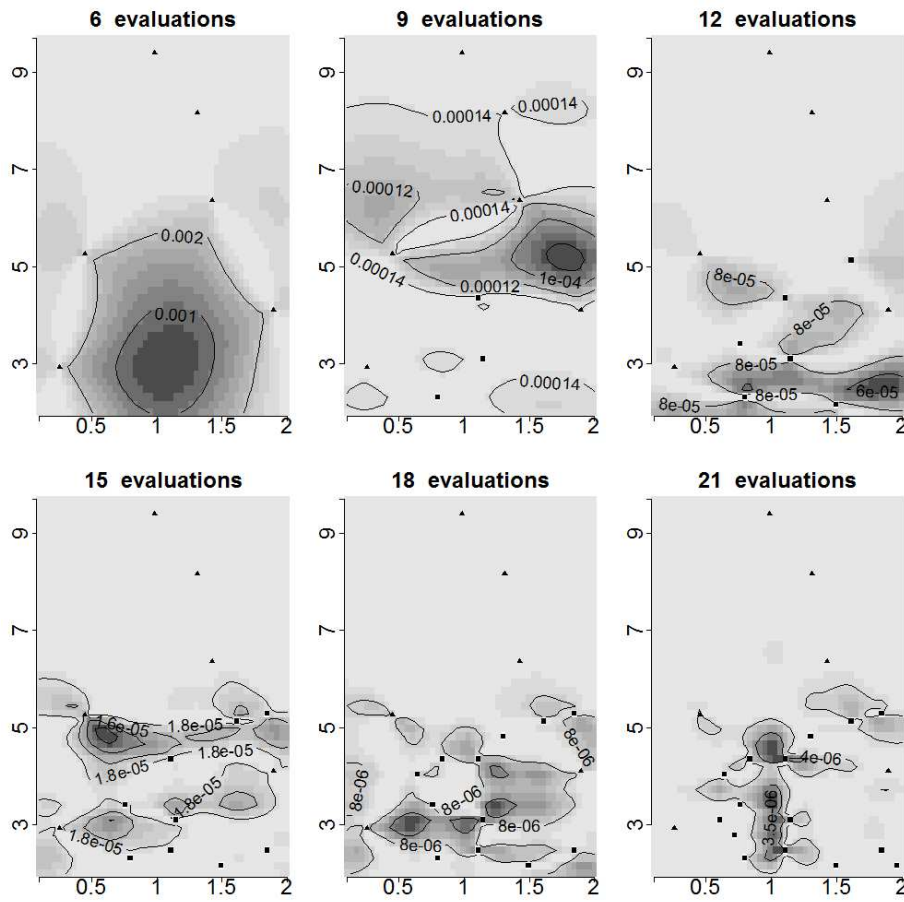 6 evaluations
9 evaluations
12 evaluations
9
7
5
3
0.002
0.001
0.5
1
1.5
2
9
7
5
3
0.00014
0.00014
0.00012
0.00014
0.00014
1e-04
0.00012
0.00014
0.5
1
1.5
2
9
7
5
3
8e-05
8e-05
8e-05
6e-05
8e-05
8e-05
0.5
1
1.5
2
15 evaluations
18 evaluations
21 evaluations
9
7
5
3
1.6e-05
1.8e-05
1.8e-05
1.8e-05
1.8e-05
1.8e-05
0.5
1
1.5
2
9
7
5
3
8e-06
8e-06
8e-06
8e-06
8e-06
0.5
1
1.5
2
9
7
5
3
4e-06
3.5e-06
0.5
1
1.5
2